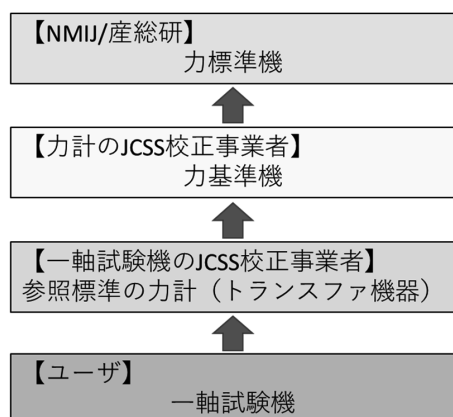 【NMIJ/産総研】
力標準機
【力計のJCSS校正事業者】
力基準機
【一軸試験機のJCSS校正事業者】
参照標準の力計（トランスファ機器）
【ユーザ】
一軸試験機